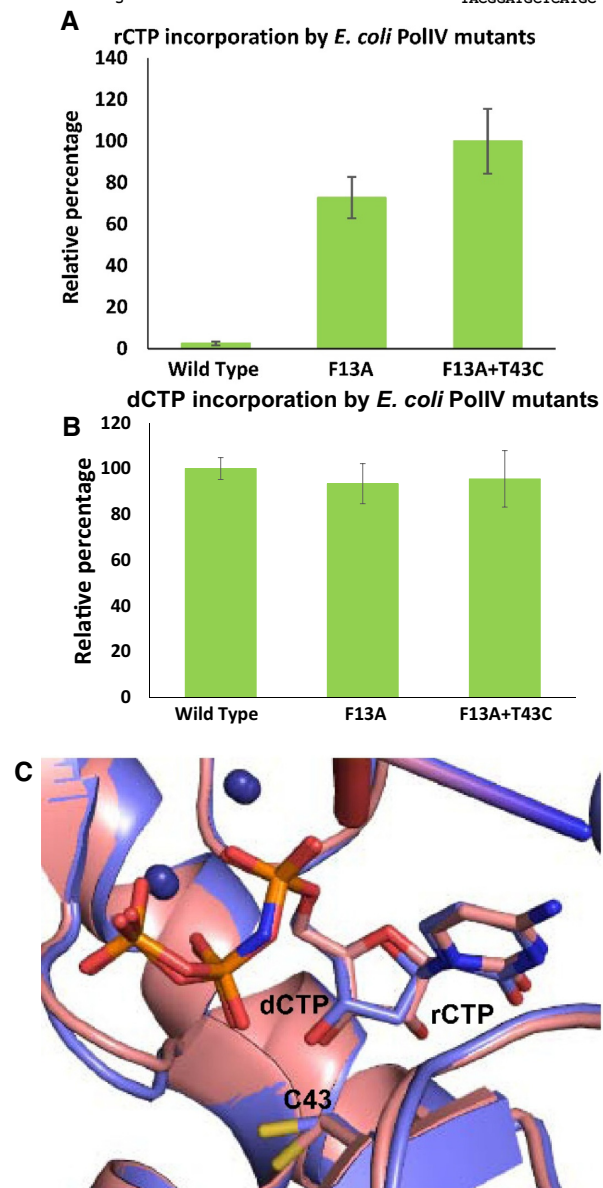 A
rCTP incorporation by E. coli PolIV mutants
Relative percentage
140
120
100
80
60
40
20
0
Wild Type F13A F13A+T43C
dCTP incorporation by E. coli PolIV mutants
B
Relative percentage
120
100
80
60
40
20
0
Wild Type F13A F13A+T43C
C
dCTP
rCTP
C43